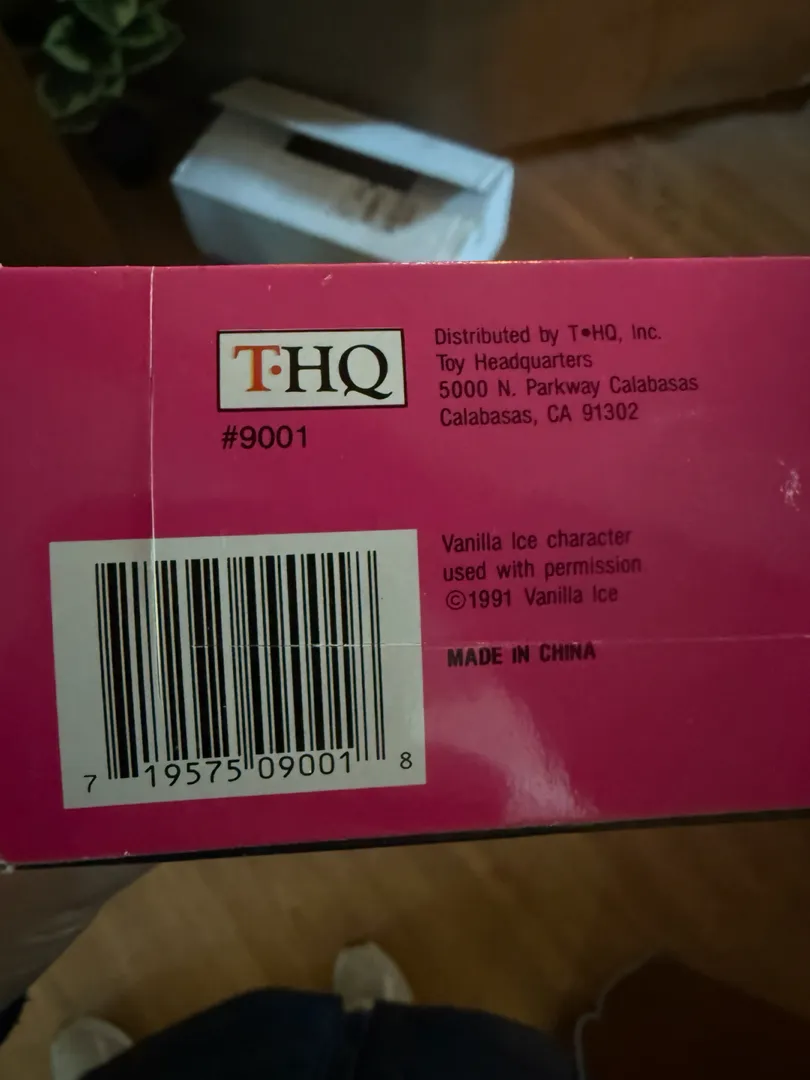 T•HQ
#9001
Distributed by T•HQ, Inc.
Toy Headquarters
5000 N. Parkway Calabasas
Calabasas, CA 91302
Vanilla Ice character
used with permission
©1991 Vanilla Ice
MADE IN CHINA
7 19575 09001 8